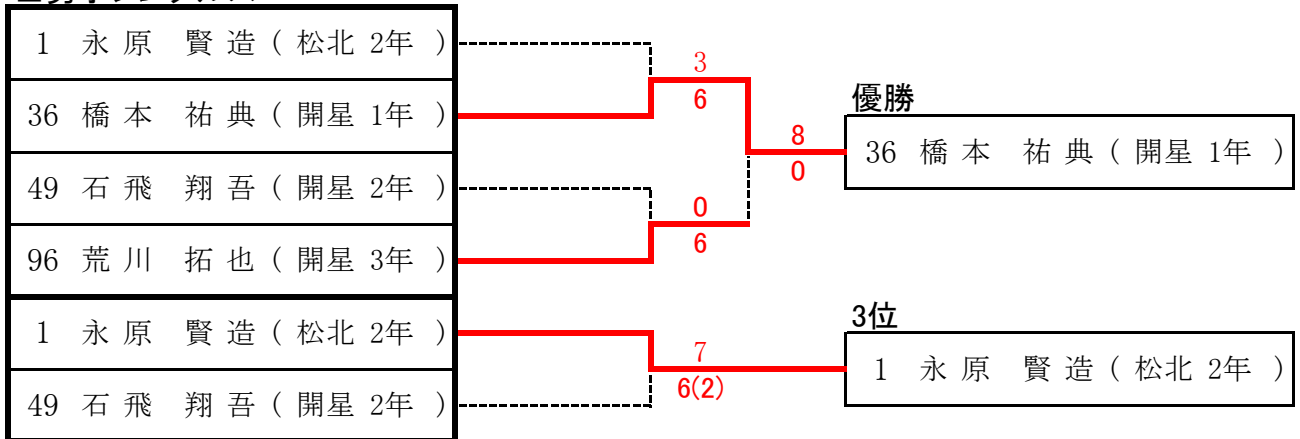 1 永原 賢造 ( 松北 2年 )
36 橋本 祐典 ( 開星 1年 )
49 石飛 翔吾 ( 開星 2年 )
96 荒川 拓也 ( 開星 3年 )
1 永原 賢造 ( 松北 2年 )
49 石飛 翔吾 ( 開星 2年 )
3
6
0
6
7
6(2)
8
0
優勝
36 橋本 祐典 ( 開星 1年 )
3位
1 永原 賢造 ( 松北 2年 )